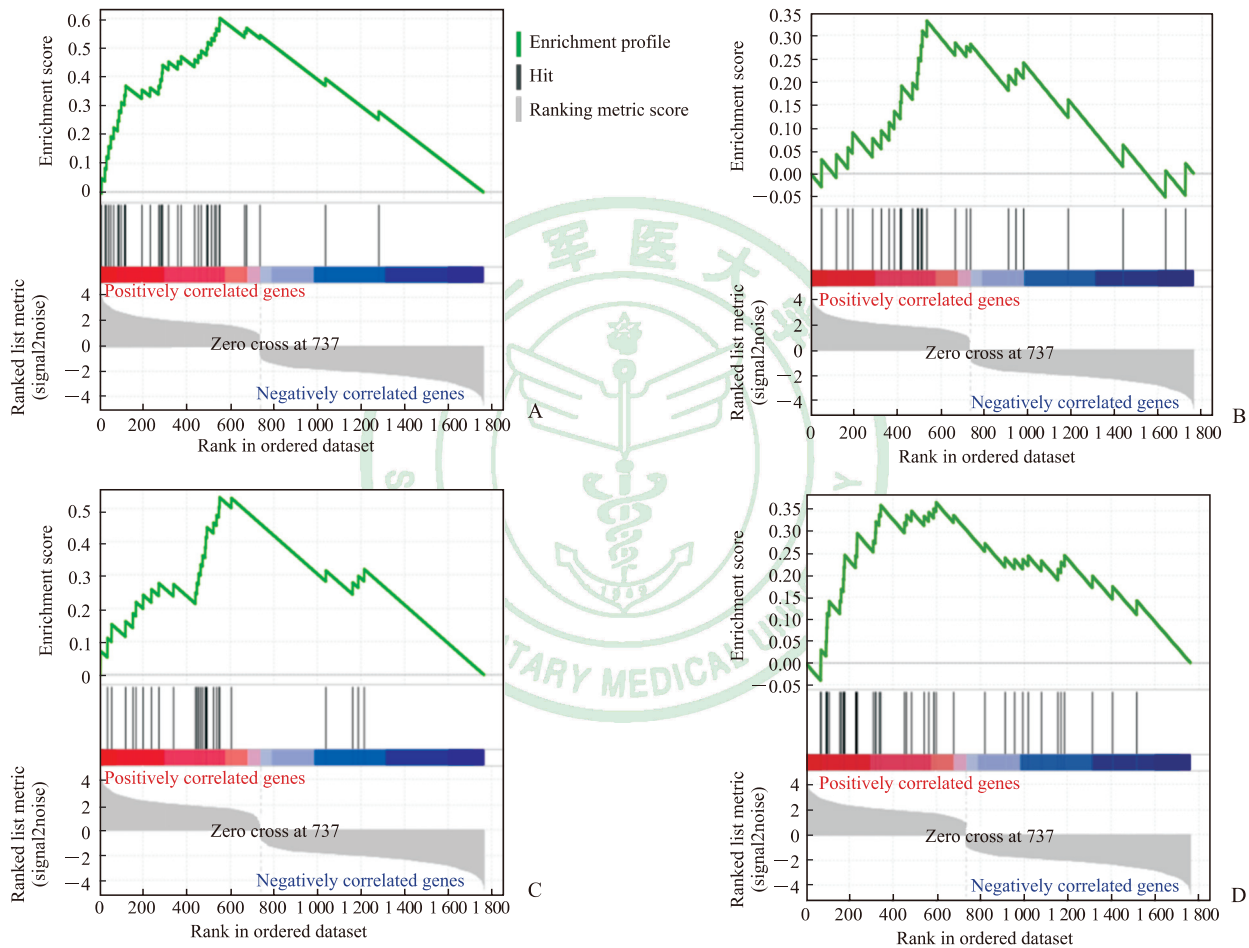 0.6
0.5
0.4
0.3
0.2
0.1
0
Enrichment score
Enrichment profile
Hit
Ranking metric score
Positively correlated genes
4
2
0
−2
−4
Ranked list metric
(signal2noise)
Zero cross at 737
Negatively correlated genes
0 200 400 600 800 1 000 1 200 1 400 1 600 1 800
Rank in ordered dataset
A
0.35
0.30
0.25
0.20
0.15
0.10
0.05
0.00
−0.05
Enrichment score
Positively correlated genes
4
2
0
−2
−4
Ranked list metric
(signal2noise)
Zero cross at 737
Negatively correlated genes
0 200 400 600 800 1 000 1 200 1 400 1 600 1 800
Rank in ordered dataset
B
0.5
0.4
0.3
0.2
0.1
0
Enrichment score
Positively correlated genes
4
2
0
−2
−4
Ranked list metric
(signal2noise)
Zero cross at 737
Negatively correlated genes
0 200 400 600 800 1 000 1 200 1 400 1 600 1 800
Rank in ordered dataset
C
0.35
0.30
0.25
0.20
0.15
0.10
0.05
0.00
−0.05
Enrichment score
Positively correlated genes
4
2
0
−2
−4
Ranked list metric
(signal2noise)
Zero cross at 737
Negatively correlated genes
0 200 400 600 800 1 000 1 200 1 400 1 600 1 800
Rank in ordered dataset
D
军医大
1949
MEDICAL